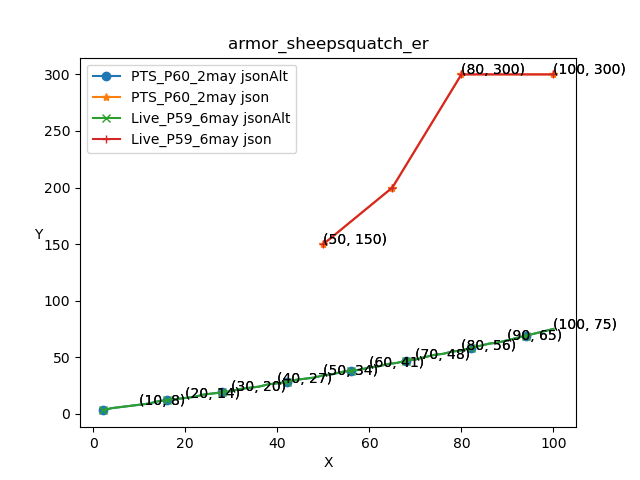 armor_sheepsquatch_er
PTS_P60_2may jsonAlt
PTS_P60_2may json
Live_P59_6may jsonAlt
Live_P59_6may json
(80, 300)
(100, 300)
(50, 150)
(100, 75)
(90, 65)
(80, 56)
(70, 48)
(60, 41)
(50, 34)
(40, 27)
(30, 20)
(20, 14)
(10, 8)
Y
300
250
200
150
100
50
0
0 20 40 60 80 100
X